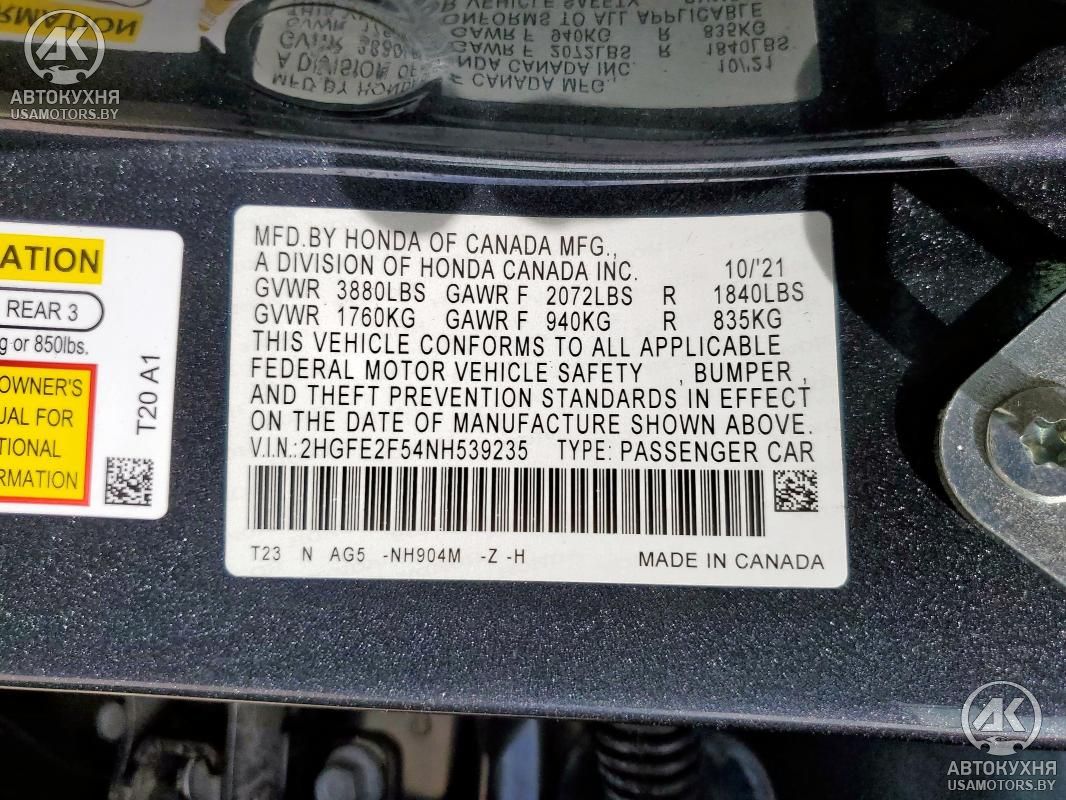 AK
АВТОКУХНЯ
USAMOTORS.BY
ORMATION
ATION
REAR 3
g or 850lbs.
OWNER'S
UAL FOR
TIONAL
RMATION
T20 A1
MFD.BY HONDA OF CANADA MFG.,
A DIVISION OF HONDA CANADA INC. 10/'21
GVWR 3880LBS GAWR F 2072LBS R 1840LBS
GVWR 1760KG GAWR F 940KG R 835KG
THIS VEHICLE CONFORMS TO ALL APPLICABLE
FEDERAL MOTOR VEHICLE SAFETY , BUMPER ,
AND THEFT PREVENTION STANDARDS IN EFFECT
ON THE DATE OF MANUFACTURE SHOWN ABOVE.
V.I.N.: 2HGFE2F54NH539235 TYPE: PASSENGER CAR
T23 N AG5 -NH904M -Z -H MADE IN CANADA
AK
АВТОКУХНЯ
USAMOTORS.BY